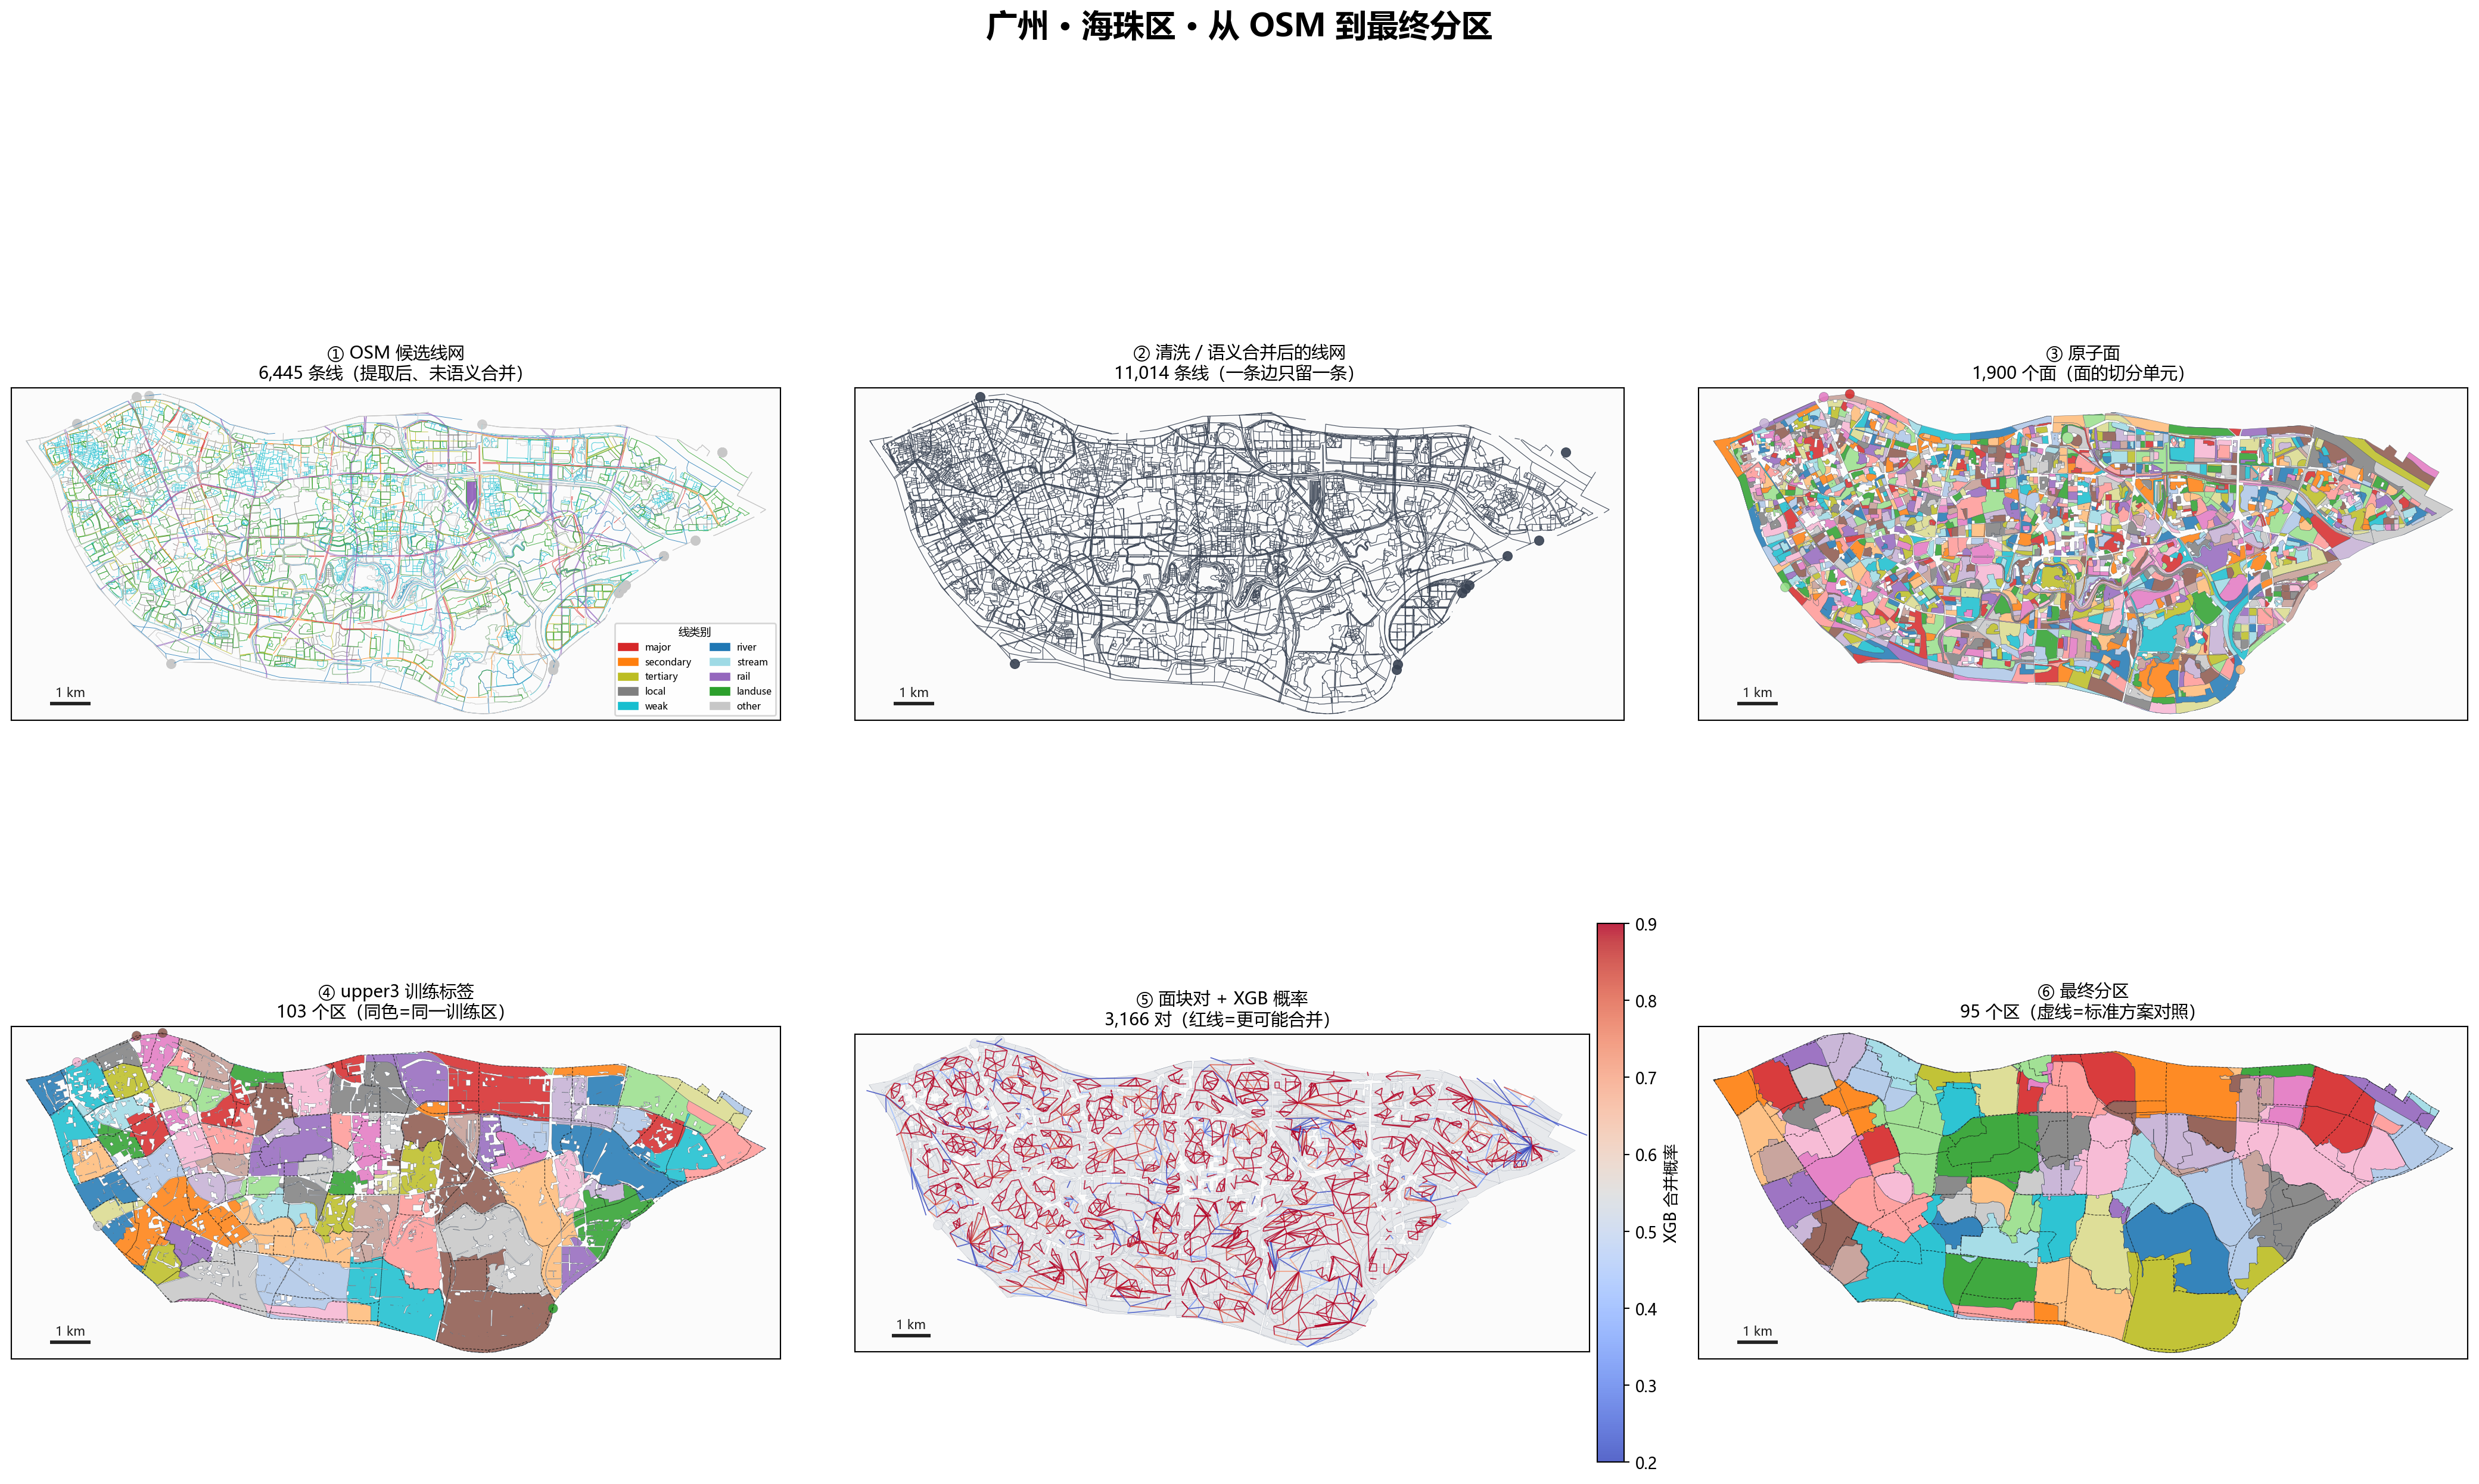 广州·海珠区·从 OSM 到最终分区
① OSM 候选线网
6,445 条线（提取后、未语义合并）
线类别
major
secondary
tertiary
local
weak
river
stream
rail
landuse
other
1 km
② 清洗 / 语义合并后的线网
11,014 条线（一条边只留一条）
1 km
③ 原子面
1,900 个面（面的切分单元）
1 km
④ upper3 训练标签
103 个区（同色=同一训练区）
1 km
⑤ 面块对 + XGB 概率
3,166 对（红线=更可能合并）
1 km
0.9
0.8
0.7
0.6
0.5
0.4
0.3
0.2
XGB 合并概率
⑥ 最终分区
95 个区（虚线=标准方案对照）
1 km